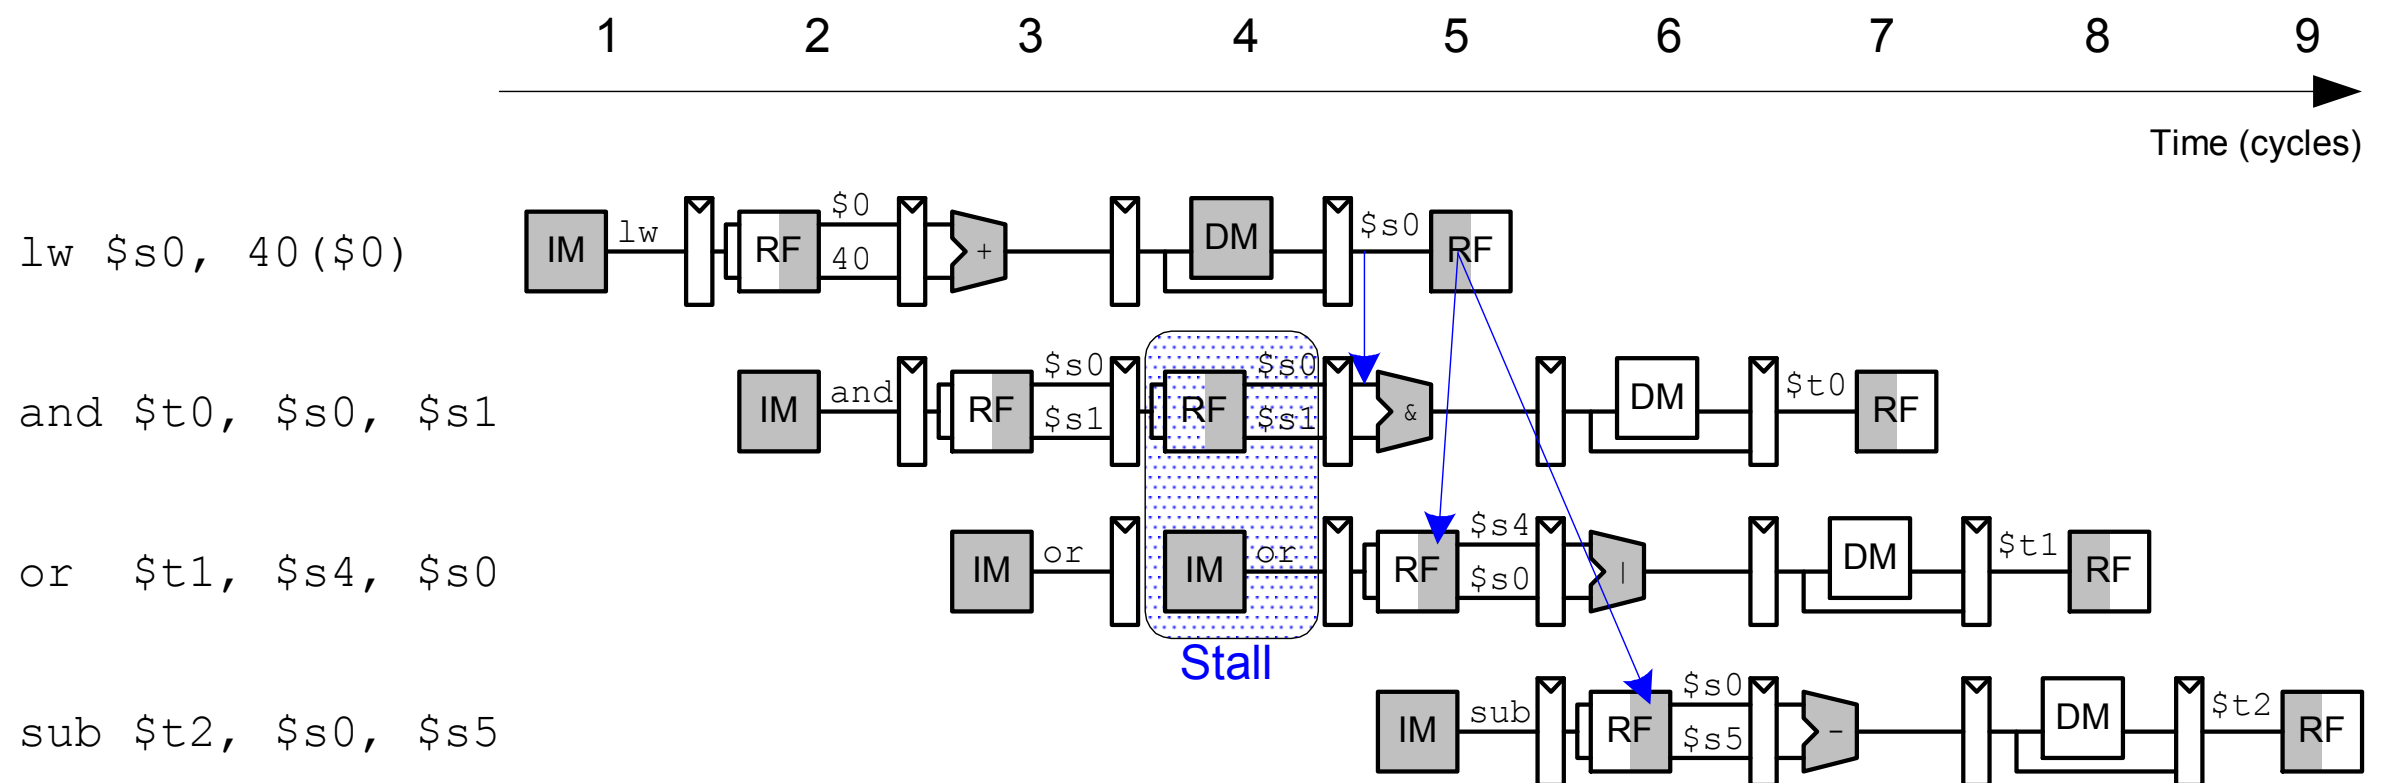 1 2 3 4 5 6 7 8 9
Time (cycles)
lw $s0, 40($0) IM lw RF $0 40 + DM $s0 RF
and $t0, $s0, $s1 IM and RF $s0 $s1 RF $s0 $s1 & DM $t0 RF
or $t1, $s4, $s0 IM or RF $s4 $s0 | DM $t1 RF IM or
Stall
sub $t2, $s0, $s5 IM sub RF $s0 $s5 - DM $t2 RF